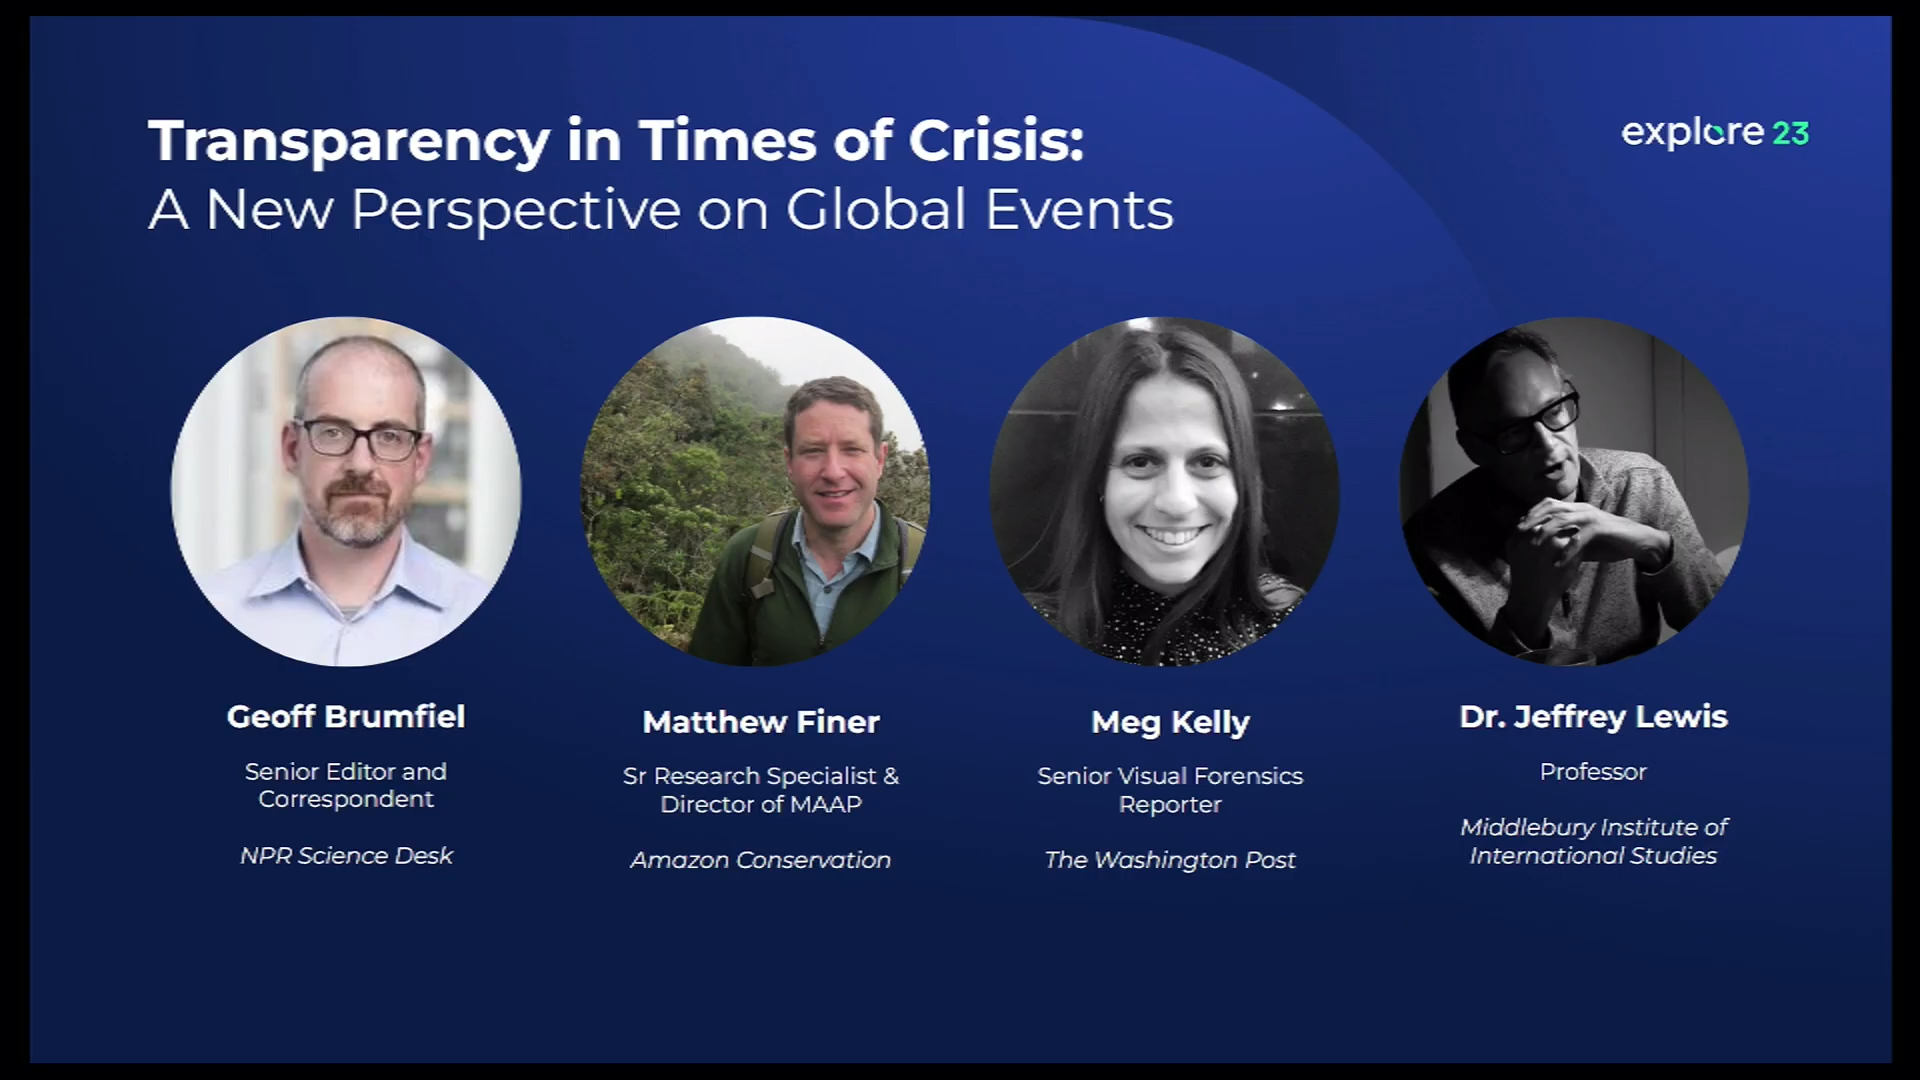 Transparency in Times of Crisis:
A New Perspective on Global Events
explore 23
Geoff Brumfiel
Senior Editor and
Correspondent
NPR Science Desk
Matthew Finer
Sr Research Specialist &
Director of MAAP
Amazon Conservation
Meg Kelly
Senior Visual Forensics
Reporter
The Washington Post
Dr. Jeffrey Lewis
Professor
Middlebury Institute of
International Studies